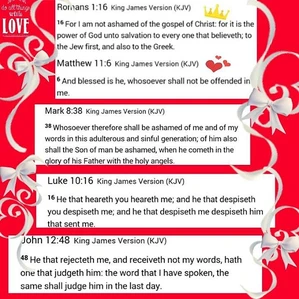 do all things
with
LOVE
Romans 1:16 King James Version (KJV)
16 For I am not ashamed of the gospel of Christ: for it is the
power of God unto salvation to every one that believeth; to
the Jew first, and also to the Greek.
Matthew 11:6 King James Version (KJV)
6 And blessed is he, whosoever shall not be offended in
me.
Mark 8:38 King James Version (KJV)
38 Whosoever therefore shall be ashamed of me and of my
words in this adulterous and sinful generation; of him also
shall the Son of man be ashamed, when he cometh in the
glory of his Father with the holy angels.
Luke 10:16 King James Version (KJV)
16 He that heareth you heareth me; and he that despiseth
you despiseth me; and he that despiseth me despiseth him
that sent me.
John 12:48 King James Version (KJV)
48 He that rejecteth me, and receiveth not my words, hath
one that judgeth him: the word that I have spoken, the
same shall judge him in the last day.